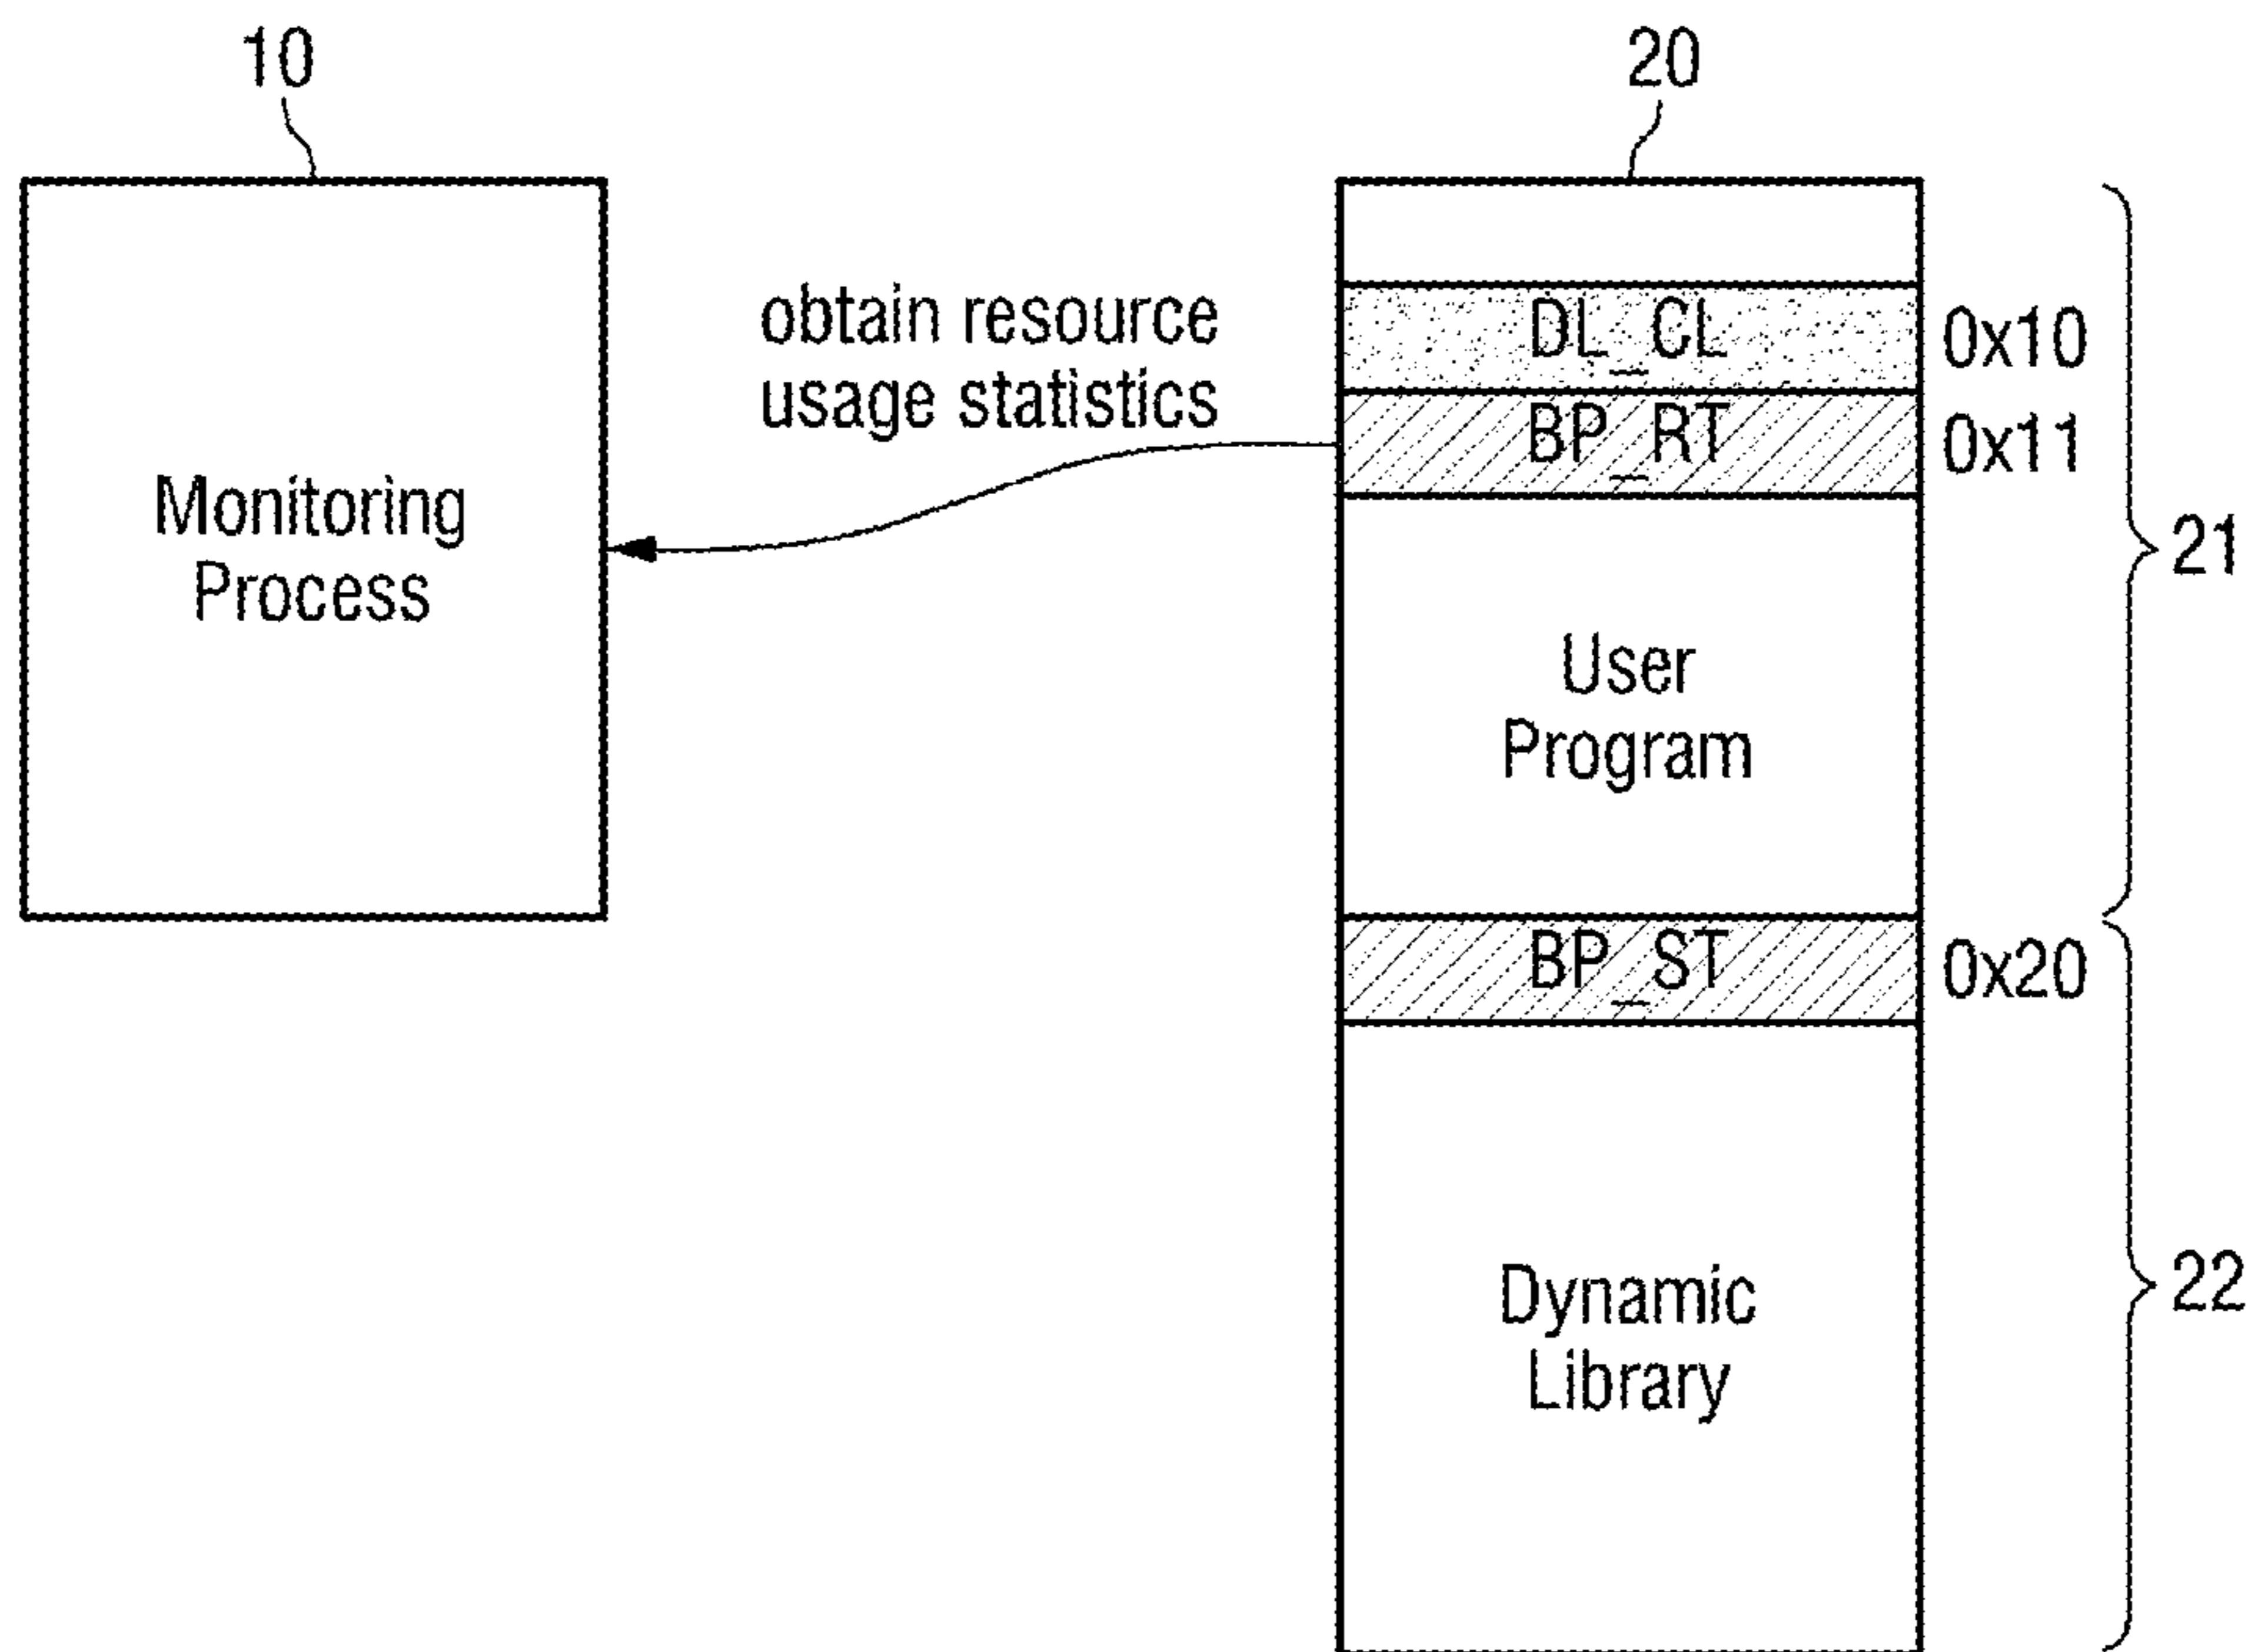 10
20
obtain resource
usage statistics
Monitoring
Process
DL_CL
0x10
BP_RT
0x11
21
User
Program
BP_ST
0x20
22
Dynamic
Library